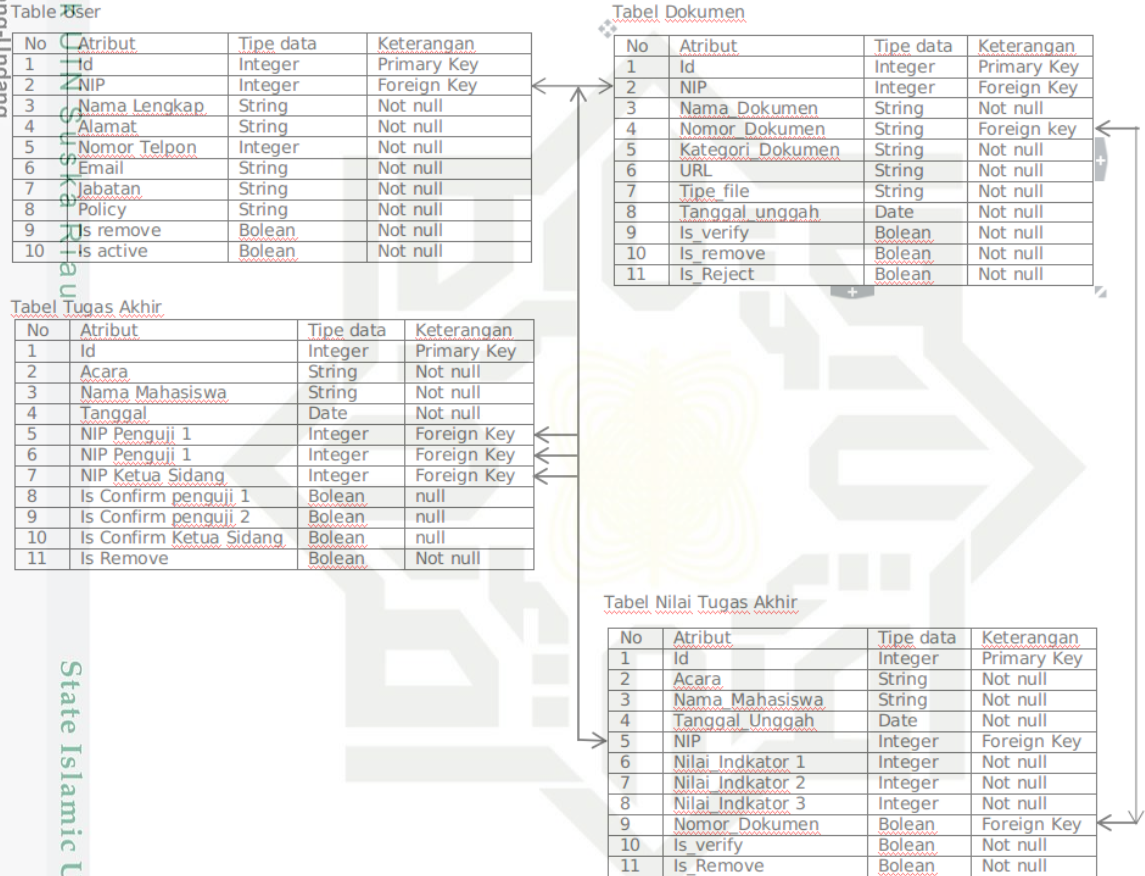 Table User
No Atribut Tipe data Keterangan
1 Id Integer Primary Key
2 NIP Integer Foreign Key
3 Nama Lengkap String Not null
4 Alamat String Not null
5 Nomor Telpon Integer Not null
6 Email String Not null
7 Jabatan String Not null
8 Policy String Not null
9 Is remove Bolean Not null
10 Is active Bolean Not null
Tabel Dokumen
No Atribut Tipe data Keterangan
1 Id Integer Primary Key
2 NIP Integer Foreign Key
3 Nama_Dokumen String Not null
4 Nomor_Dokumen String Foreign key
5 Kategori_Dokumen String Not null
6 URL String Not null
7 Tipe_file String Not null
8 Tanggal_unggah Date Not null
9 Is_verify Bolean Not null
10 Is_remove Bolean Not null
11 Is_Reject Bolean Not null
Tabel Tugas Akhir
No Atribut Tipe data Keterangan
1 Id Integer Primary Key
2 Acara String Not null
3 Nama Mahasiswa String Not null
4 Tanggal Date Not null
5 NIP Penguji 1 Integer Foreign Key
6 NIP Penguji 1 Integer Foreign Key
7 NIP Ketua Sidang Integer Foreign Key
8 Is Confirm penguji 1 Bolean null
9 Is Confirm penguji 2 Bolean null
10 Is Confirm Ketua Sidang Bolean null
11 Is Remove Bolean Not null
Tabel Nilai Tugas Akhir
No Atribut Tipe data Keterangan
1 Id Integer Primary Key
2 Acara String Not null
3 Nama_Mahasiswa String Not null
4 Tanggal_Unggah Date Not null
5 NIP Integer Foreign Key
6 Nilai_Indkator 1 Integer Not null
7 Nilai_Indkator 2 Integer Not null
8 Nilai_Indkator 3 Integer Not null
9 Nomor_Dokumen Bolean Foreign Key
10 Is_verify Bolean Not null
11 Is_Remove Bolean Not null
UIN Suska Riau
State Islamic U